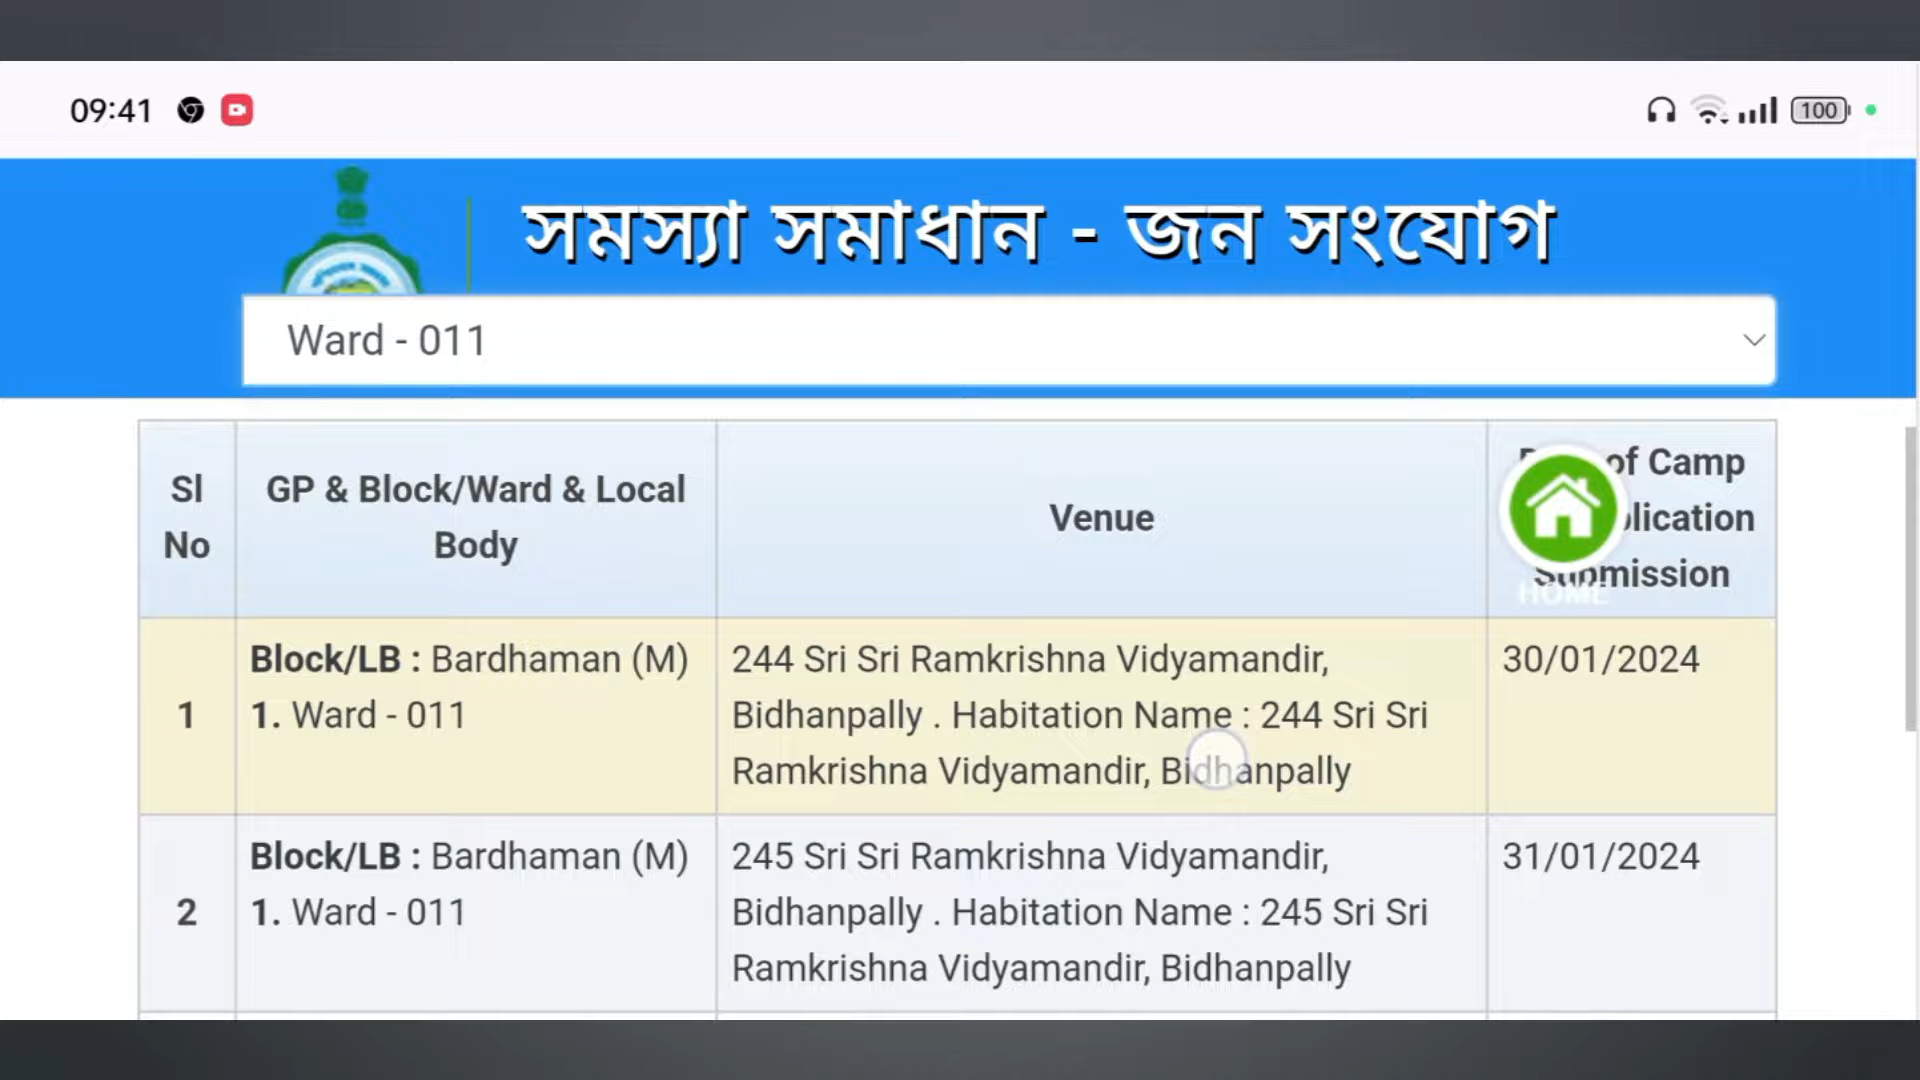 09:41
100
সমস্যা সমাধান - জন সংযোগ
Ward - 011
Sl No
GP & Block/Ward & Local Body
Venue
of Camp
Submission
HOME
1
Block/LB : Bardhaman (M)
1. Ward - 011
244 Sri Sri Ramkrishna Vidyamandir,
Bidhanpally . Habitation Name : 244 Sri Sri
Ramkrishna Vidyamandir, Bidhanpally
30/01/2024
2
Block/LB : Bardhaman (M)
1. Ward - 011
245 Sri Sri Ramkrishna Vidyamandir,
Bidhanpally . Habitation Name : 245 Sri Sri
Ramkrishna Vidyamandir, Bidhanpally
31/01/2024